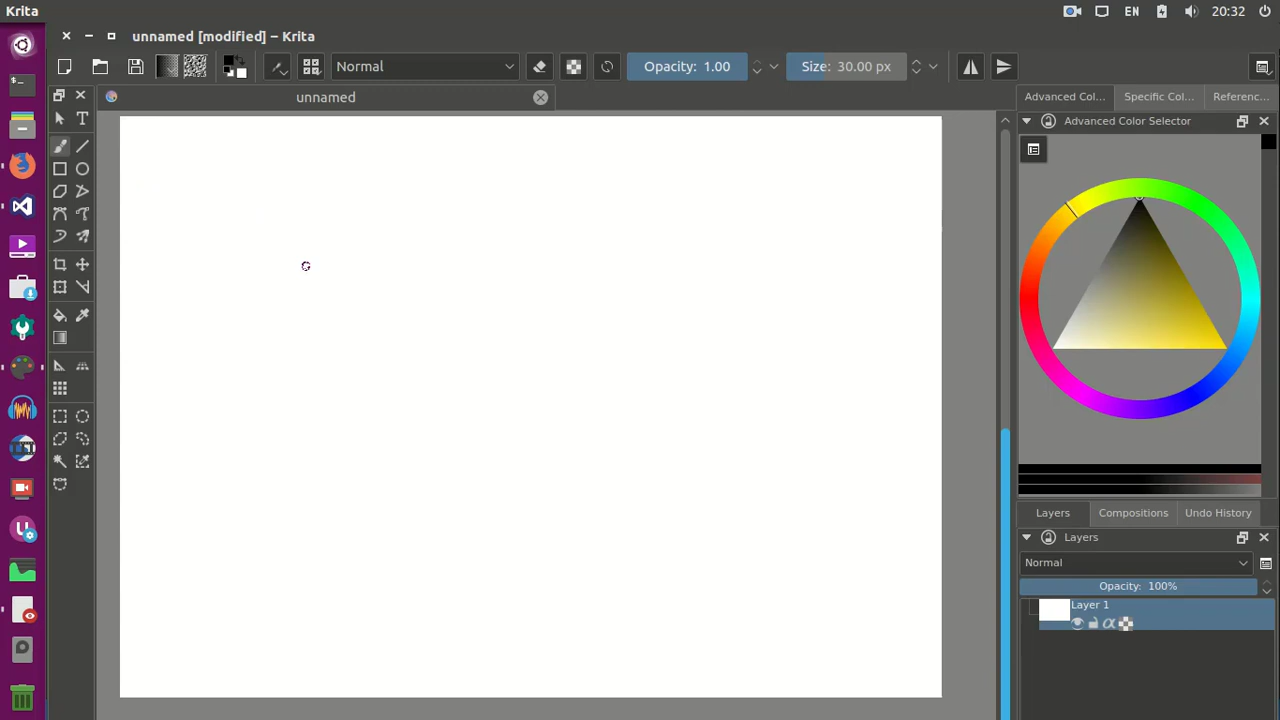 Krita
EN
20:32
unnamed [modified] – Krita
Normal
Opacity: 1.00
Size: 30.00 px
unnamed
Advanced Col...
Specific Col...
Referenc...
Advanced Color Selector
Layers
Compositions
Undo History
Layers
Normal
Opacity: 100%
Layer 1